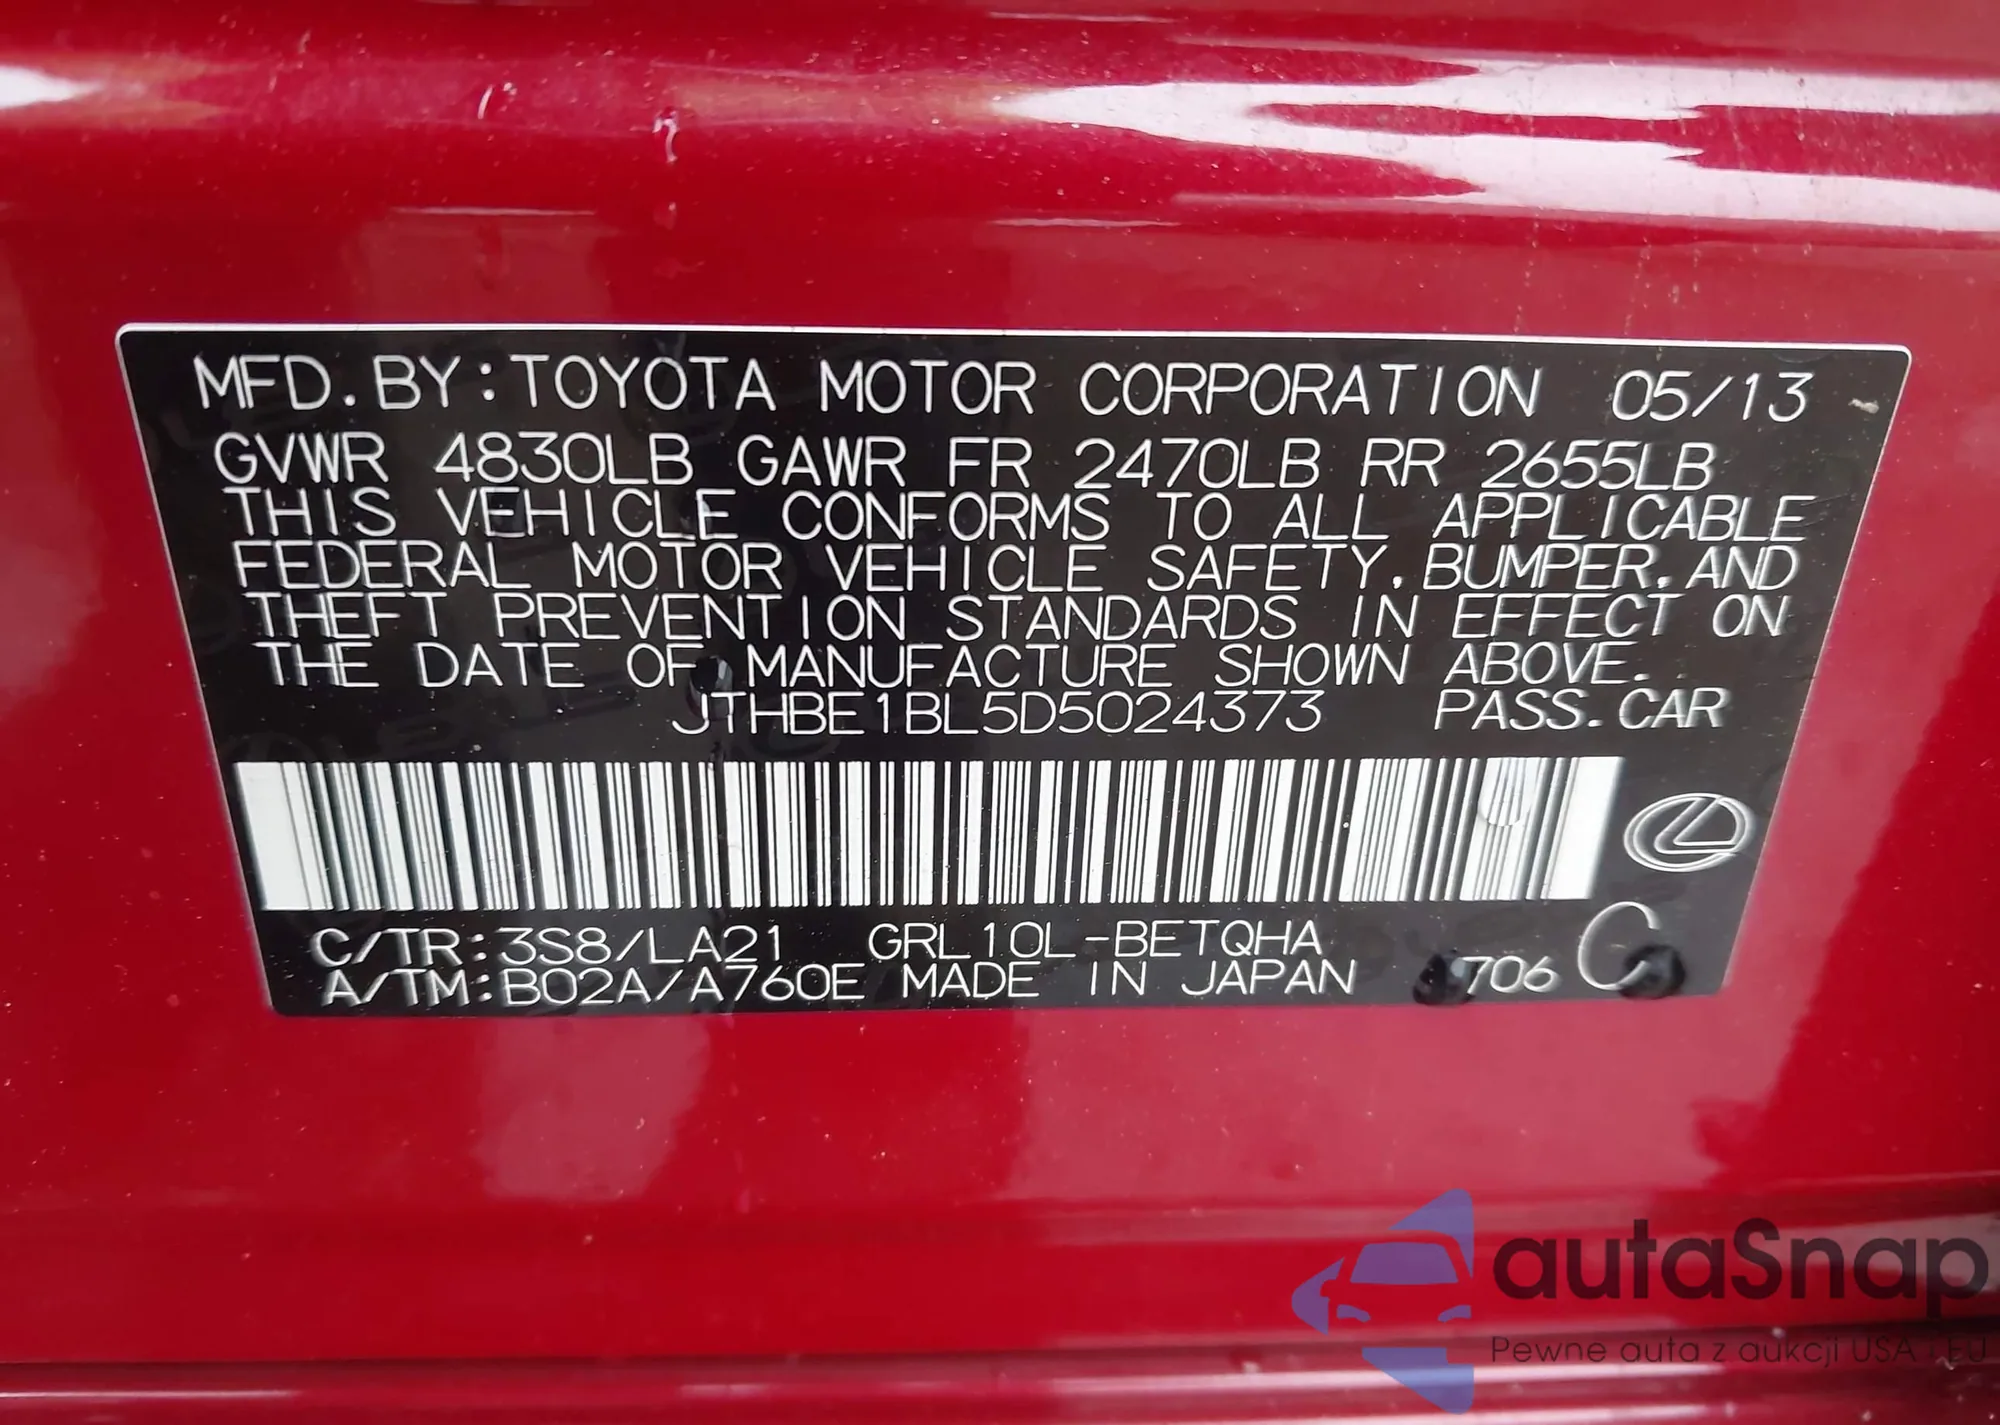 MFD. BY: TOYOTA MOTOR CORPORATION 05/13
GVWR 4830LB GAWR FR 2470LB RR 2655LB
THIS VEHICLE CONFORMS TO ALL APPLICABLE
FEDERAL MOTOR VEHICLE SAFETY, BUMPER, AND
THEFT PREVENTION STANDARDS IN EFFECT ON
THE DATE OF MANUFACTURE SHOWN ABOVE.
JTHBE1BL5D5024373 PASS. CAR
C/TR: 3S8/LA21 GRL10L-BETQHA
A/TM: B02A/A760E MADE IN JAPAN 706 C
autaSnap
Pewne auta z aukcji USA i EU